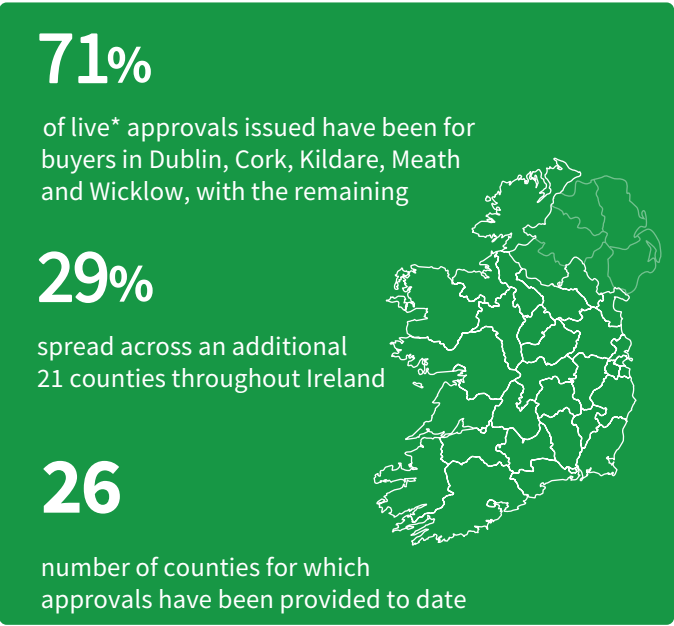 71%
of live* approvals issued have been for
buyers in Dublin, Cork, Kildare, Meath
and Wicklow, with the remaining
29%
spread across an additional
21 counties throughout Ireland
26
number of counties for which
approvals have been provided to date